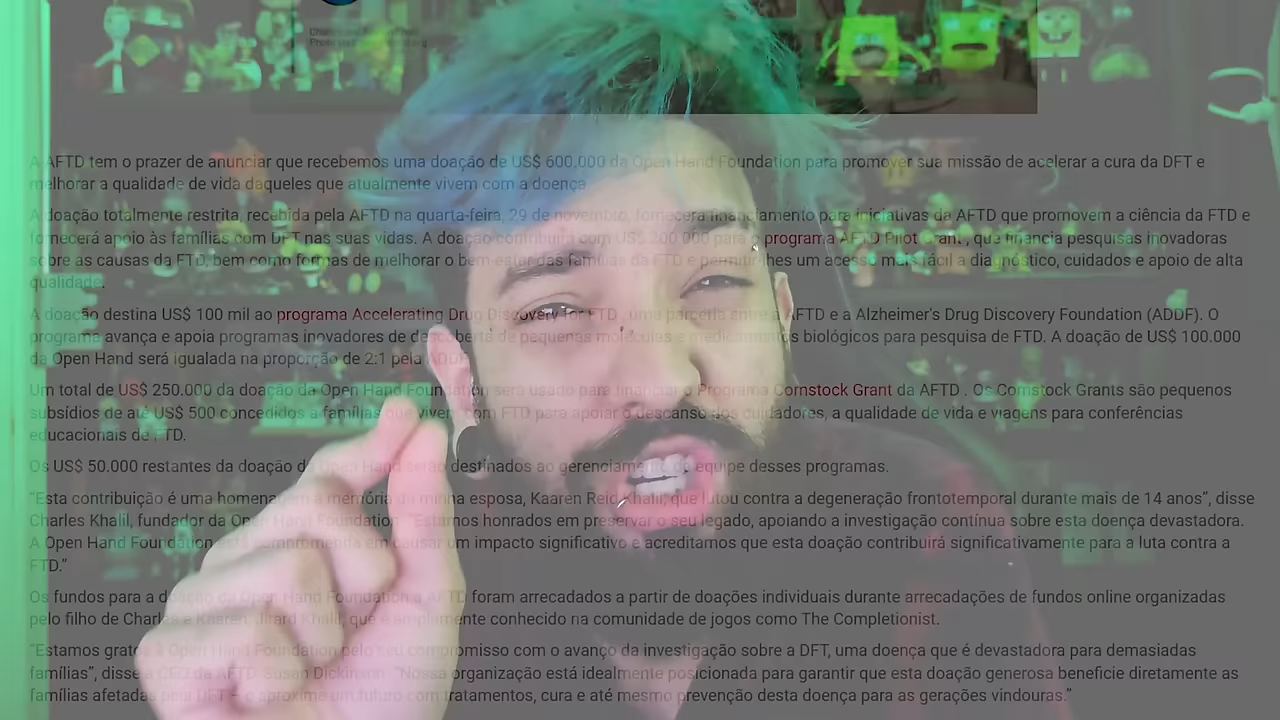 A AFTD tem o prazer de anunciar que recebemos uma doação de US$ 600.000 da Open Hand Foundation para promover sua missão de acelerar a cura da DFT e
melhorar a qualidade de vida daqueles que atualmente vivem com a doença
A doação totalmente restrita recebida pela AFTD na quarta-feira, 29 de novembro, fornecerá financiamento para iniciativas da AFTD que promovem a ciência da FTD e
fornecerá apoio às famílias com DFT nas suas vidas. A doação contribuirá com US$ 200.000 para o programa AFTD Pilot Grant , que financia pesquisas inovadoras
sobre as causas da FTD, bem como formas de melhorar o bem-estar das famílias da FTD e permitir-lhes um acesso mais fácil a diagnóstico, cuidados e apoio de alta
qualidade.
A doação destina US$ 100 mil ao programa Accelerating Drug Discovery for FTD , uma parceria entre a AFTD e a Alzheimer's Drug Discovery Foundation (ADDF). O
programa avança e apoia programas inovadores de descoberta de pequenas moléculas e medicamentos biológicos para pesquisa de FTD. A doação de US$ 100.000
da Open Hand será igualada na proporção de 2:1 pela ADDF.
Um total de US$ 250.000 da doação da Open Hand Foundation será usado para financiar o Programa Comstock Grant da AFTD . Os Comstock Grants são pequenos
subsídios de até US$ 500 concedidos a famílias que vivem com FTD para apoiar o descanso dos cuidadores, a qualidade de vida e viagens para conferências
educacionais de FTD.
Os US$ 50.000 restantes da doação da Open Hand serão destinados ao gerenciamento de equipe desses programas.
“Esta contribuição é uma homenagem à memória da minha esposa, Kaaren Reid Khalil, que lutou contra a degeneração frontotemporal durante mais de 14 anos”, disse
Charles Khalil, fundador da Open Hand Foundation. “Estamos honrados em preservar o seu legado, apoiando a investigação contínua sobre esta doença devastadora.
A Open Hand Foundation está comprometida em causar um impacto significativo e acreditamos que esta doação contribuirá significativamente para a luta contra a
FTD.”
Os fundos para a doação da Open Hand Foundation à AFTD foram arrecadados a partir de doações individuais durante arrecadações de fundos online organizadas
pelo filho de Charles e Kaaren, Jirard Khalil, que é amplamente conhecido na comunidade de jogos como The Completionist.
“Estamos gratos à Open Hand Foundation pelo seu compromisso com o avanço da investigação sobre a DFT, uma doença que é devastadora para demasiadas
famílias”, disse a CEO da AFTD, Susan Dickinson. “Nossa organização está idealmente posicionada para garantir que esta doação generosa beneficie diretamente as
famílias afetadas pela DFT e o aproxime um futuro com tratamentos, cura e até mesmo prevenção desta doença para as gerações vindouras.”